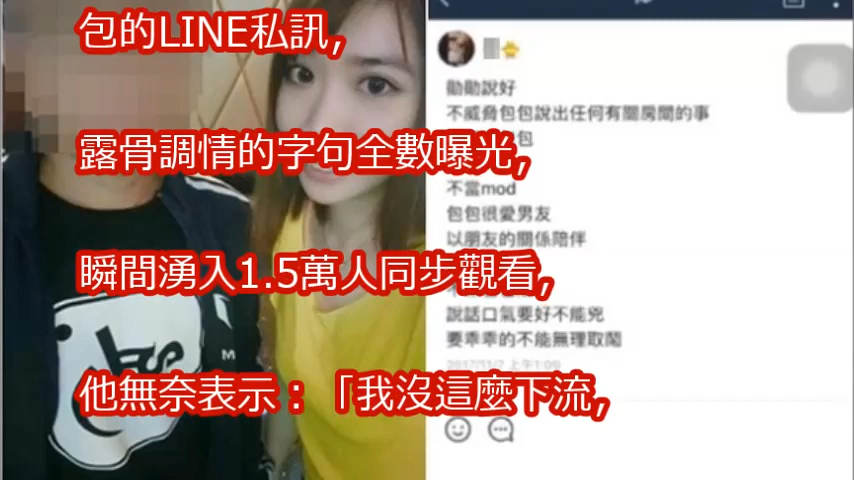 包的LINE私訊,
露骨調情的字句全數曝光,
瞬間湧入1.5萬人同步觀看,
他無奈表示：「我沒這麼下流,
勛勛說好
不威脅包包說出任何有關房間的事
包
不當mod
包包很愛男友
以朋友的關係陪伴
說話口氣要好不能兇
要乖乖的不能無理取鬧